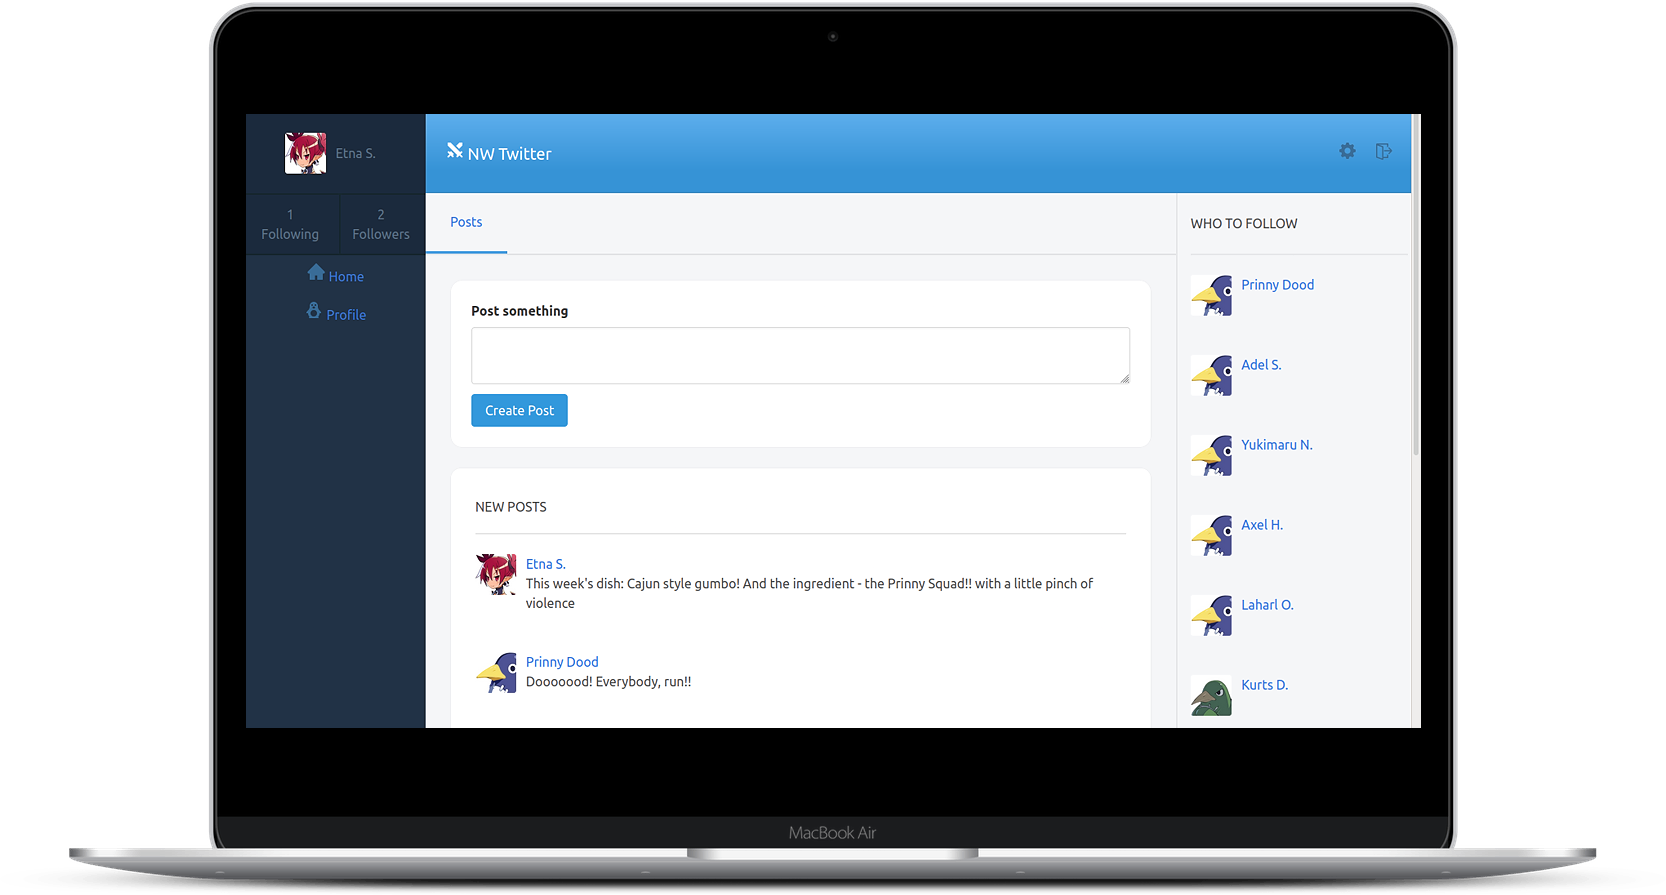 Etna S.
1
Following
2
Followers
Home
Profile
NW Twitter
Posts
Post something
Create Post
NEW POSTS
Etna S.
This week's dish: Cajun style gumbo! And the ingredient - the Prinny Squad!! with a little pinch of
violence
Prinny Dood
Dooooood! Everybody, run!!
WHO TO FOLLOW
Prinny Dood
Adel S.
Yukimaru N.
Axel H.
Laharl O.
Kurts D.
MacBook Air